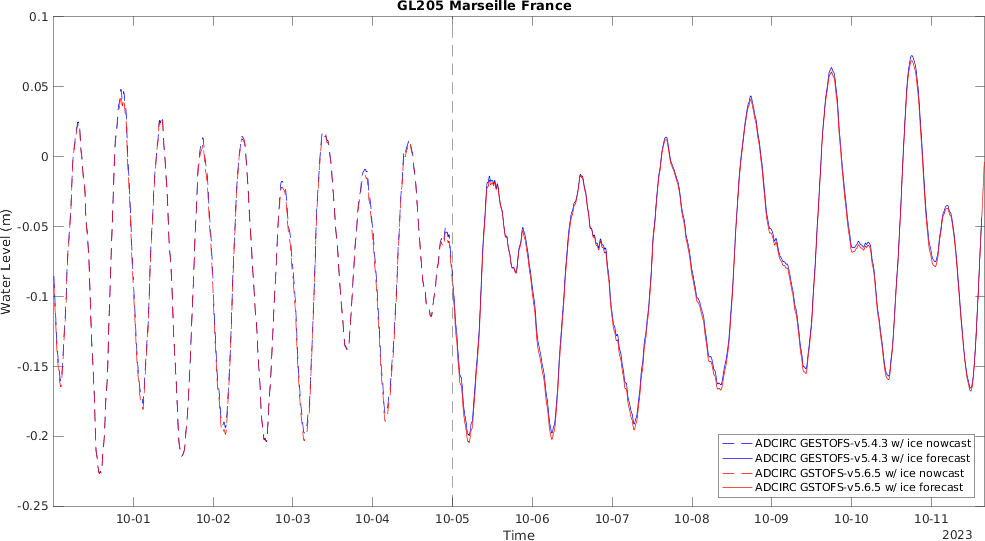 GL205 Marseille France
0.1
0.05
0
-0.05
-0.1
-0.15
-0.2
-0.25
Water Level (m)
ADCIRC GESTOFS-v5.4.3 w/ ice nowcast
ADCIRC GESTOFS-v5.4.3 w/ ice forecast
ADCIRC GSTOFS-v5.6.5 w/ ice nowcast
ADCIRC GSTOFS-v5.6.5 w/ ice forecast
10-01 10-02 10-03 10-04 10-05 10-06 10-07 10-08 10-09 10-10 10-11
Time
2023